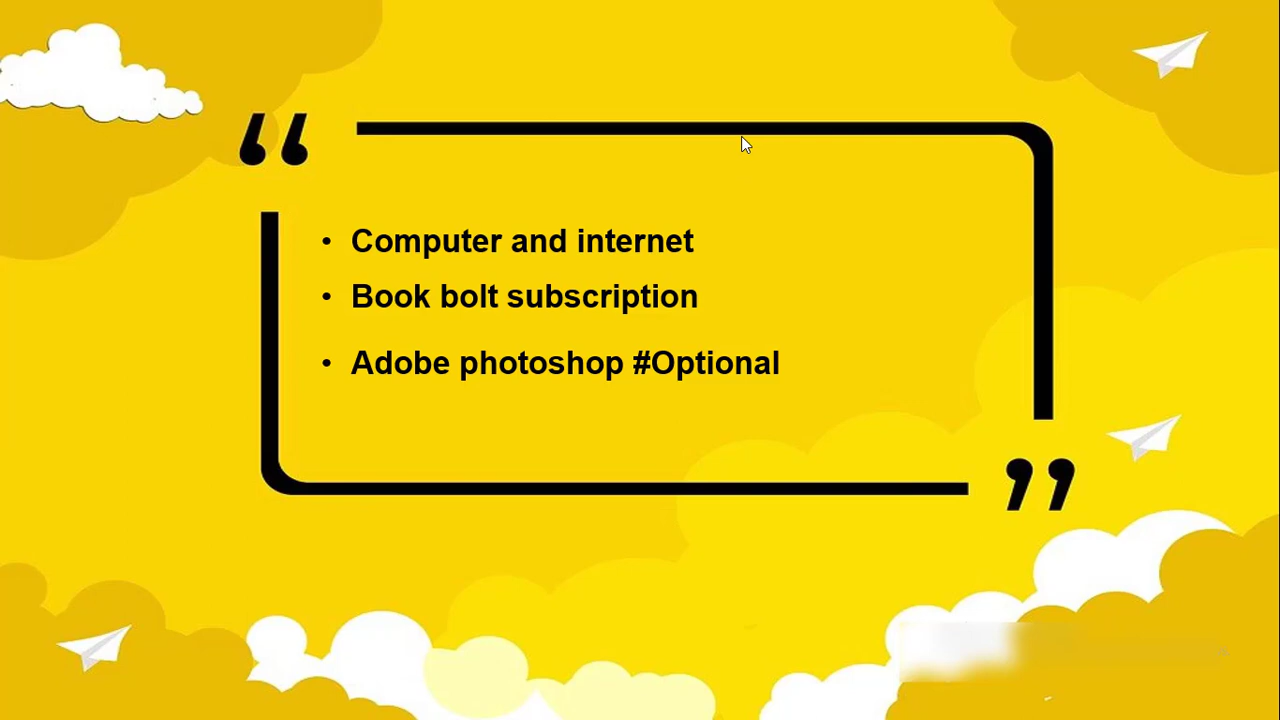 • Computer and internet
• Book bolt subscription
• Adobe photoshop #Optional